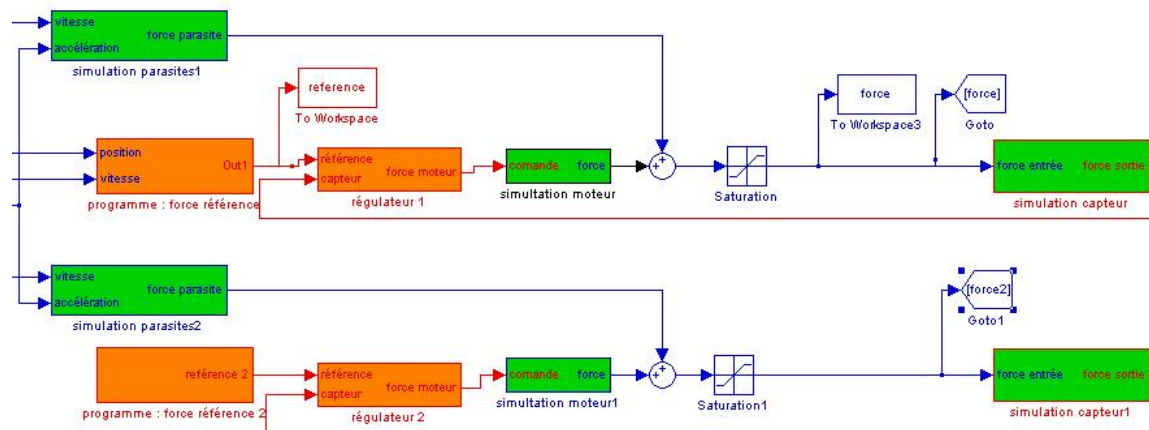 vitesse
force parasite
accélération
simulation parasites1
reference
To Workspace
force
To Workspace3
[force]
Goto
position
Out1
vitesse
programme : force référence
référence
force moteur
capteur
régulateur 1
comande
force
simultation moteur
++
Saturation
force entrée
force sortie
simulation capteur
vitesse
force parasite
accélération
simulation parasites2
[force2]
Goto1
référence 2
programme : force référence 2
référence
force moteur
capteur
régulateur 2
comande
force
simultation moteur1
++
Saturation1
force entrée
force sortie
simulation capteur1